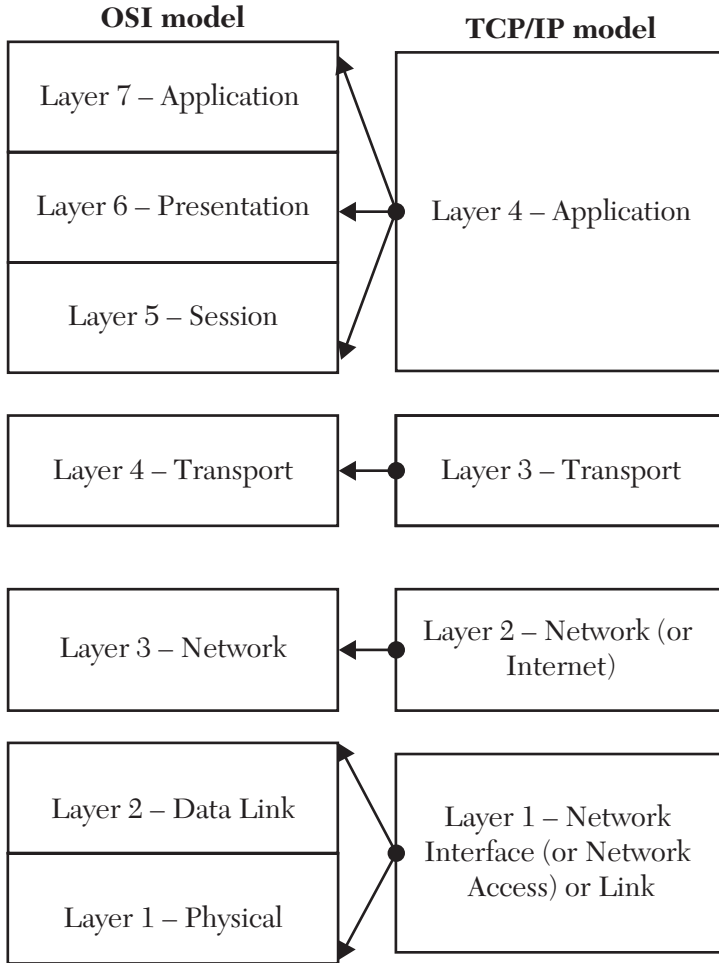 OSI model
TCP/IP model
Layer 7 – Application
Layer 6 – Presentation
Layer 5 – Session
Layer 4 – Application
Layer 4 – Transport
Layer 3 – Transport
Layer 3 – Network
Layer 2 – Network (or
Internet)
Layer 2 – Data Link
Layer 1 – Physical
Layer 1 – Network
Interface (or Network
Access) or Link